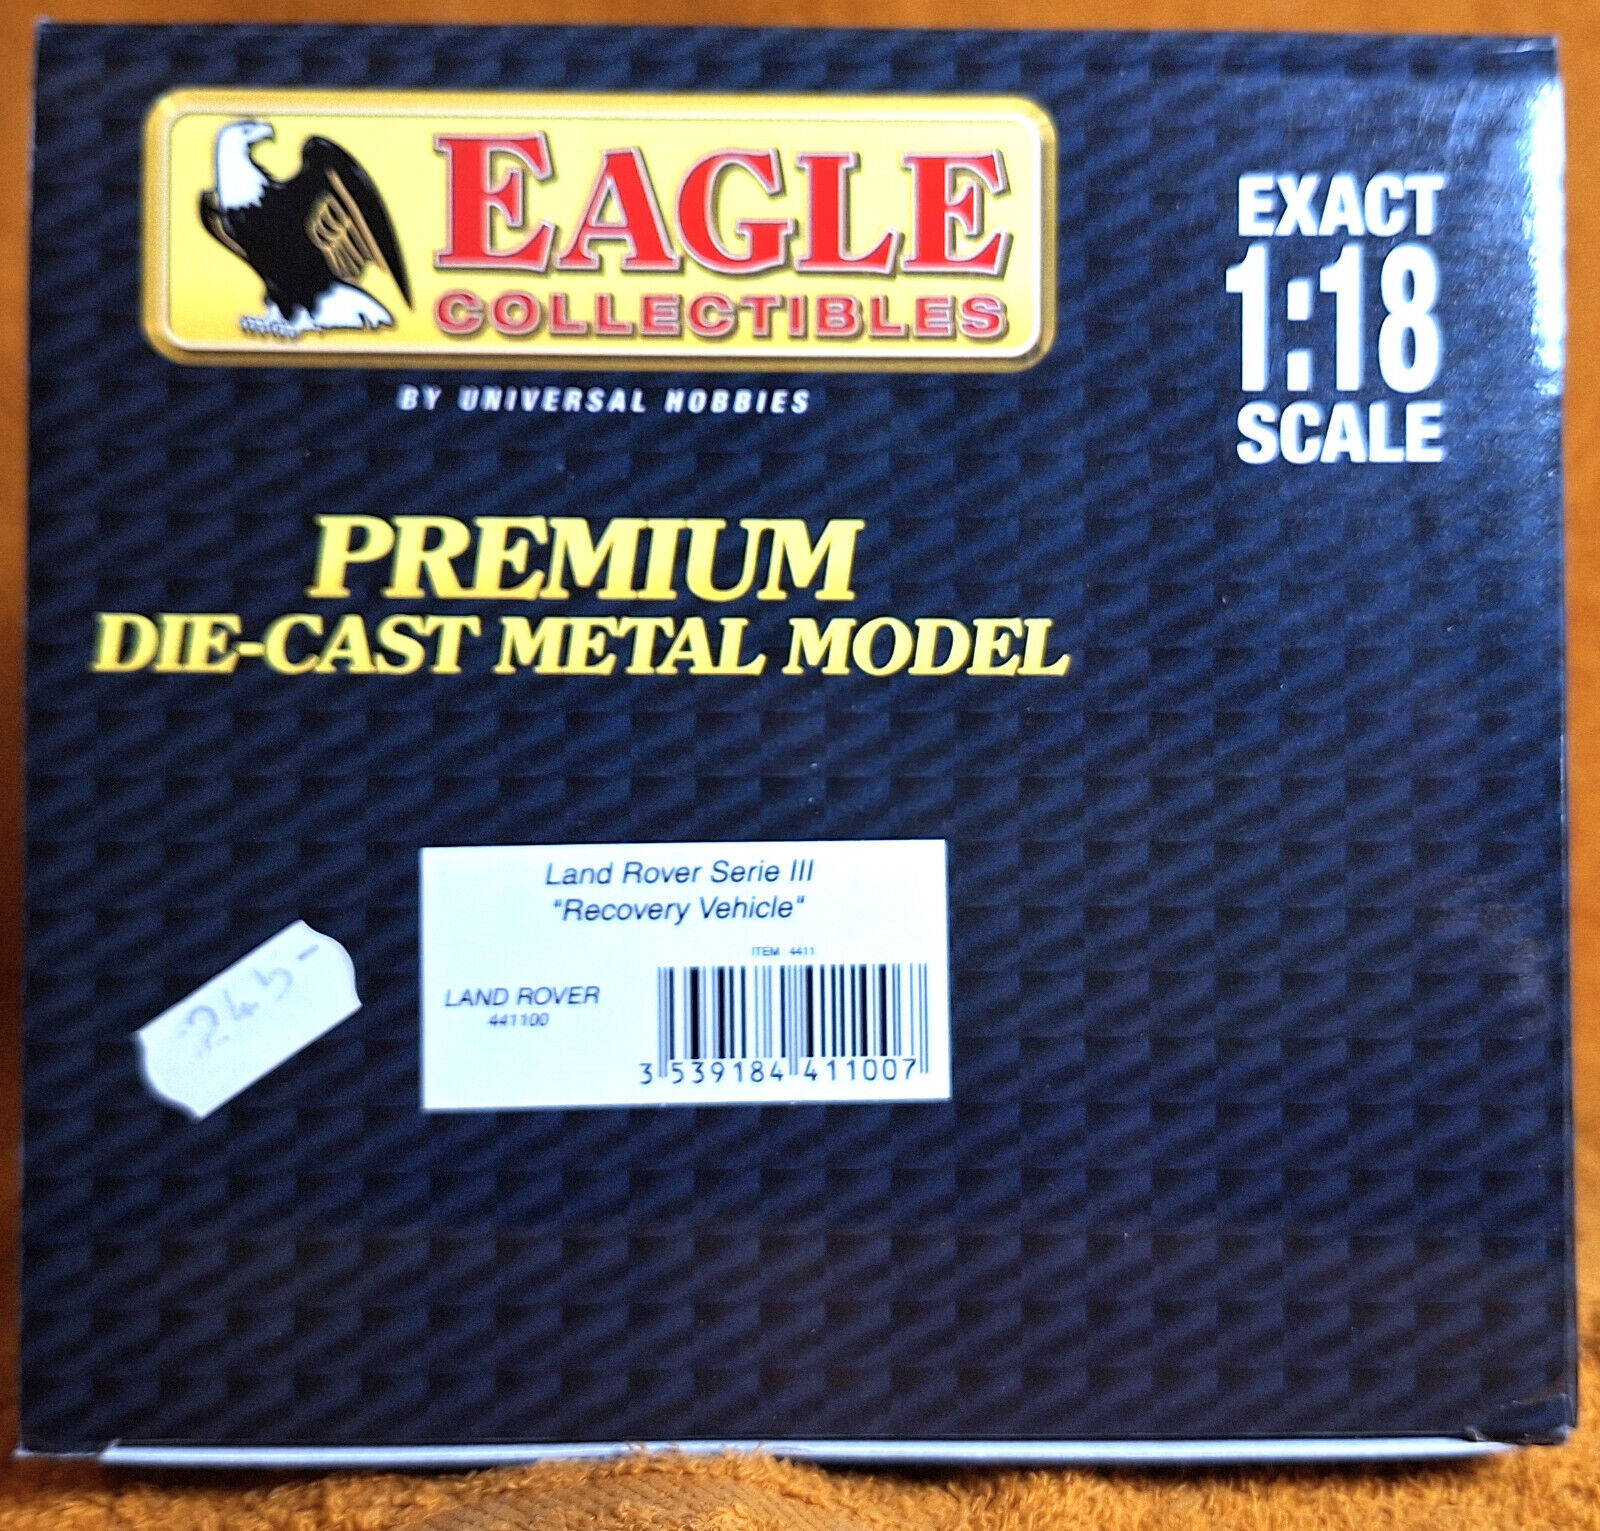 EAGLE
COLLECTIBLES
BY UNIVERSAL HOBBIES
EXACT
1:18
SCALE
PREMIUM
DIE-CAST METAL MODEL
Land Rover Serie III
"Recovery Vehicle"
ITEM : 4411
LAND ROVER
441100
3 539184 411007
245-